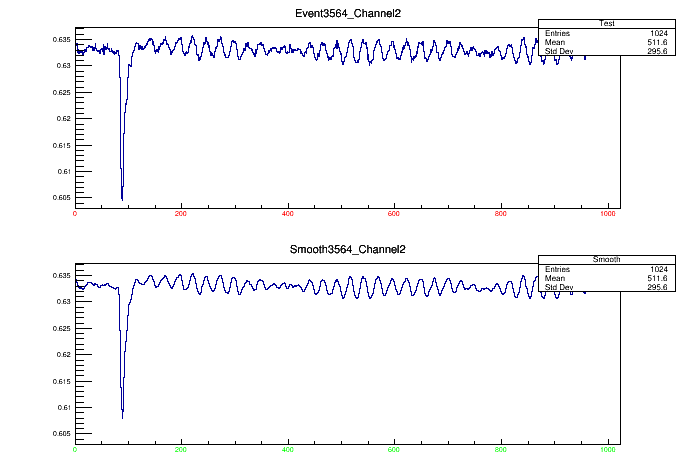 Event3564_Channel2
Test
Entries 1024
Mean 511.6
Std Dev 295.6
0.635
0.63
0.625
0.62
0.615
0.61
0.605
0 200 400 600 800 1000
Smooth3564_Channel2
Smooth
Entries 1024
Mean 511.6
Std Dev 295.6
0.635
0.63
0.625
0.62
0.615
0.61
0.605
0 200 400 600 800 1000